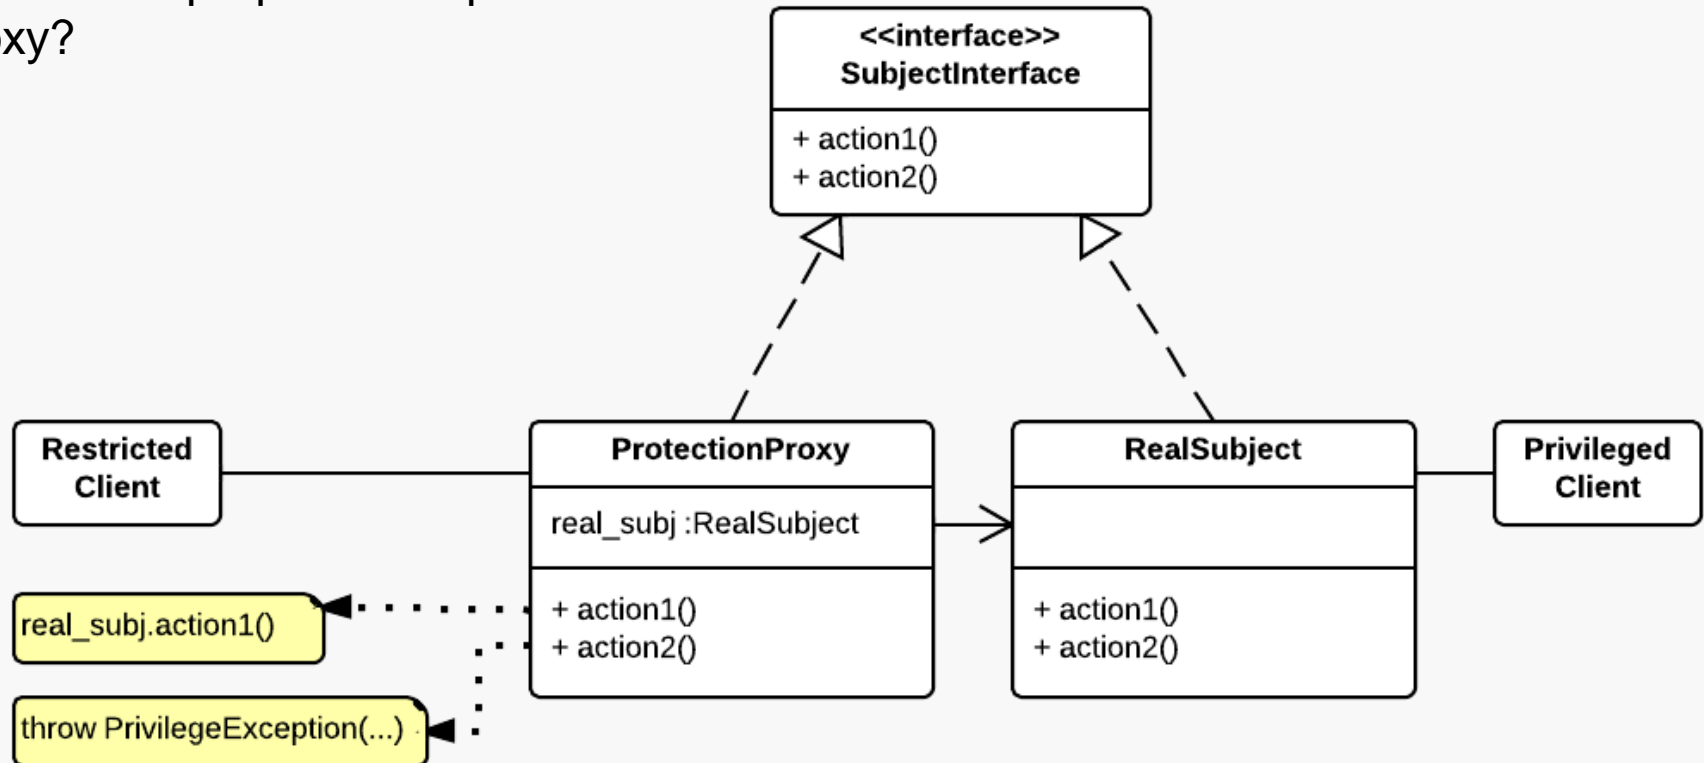 oxy?
<<interface>>
SubjectInterface
+ action1()
+ action2()
Restricted
Client
ProtectionProxy
real_subj :RealSubject
+ action1()
+ action2()
RealSubject
+ action1()
+ action2()
Privileged
Client
real_subj.action1()
throw PrivilegeException(...)